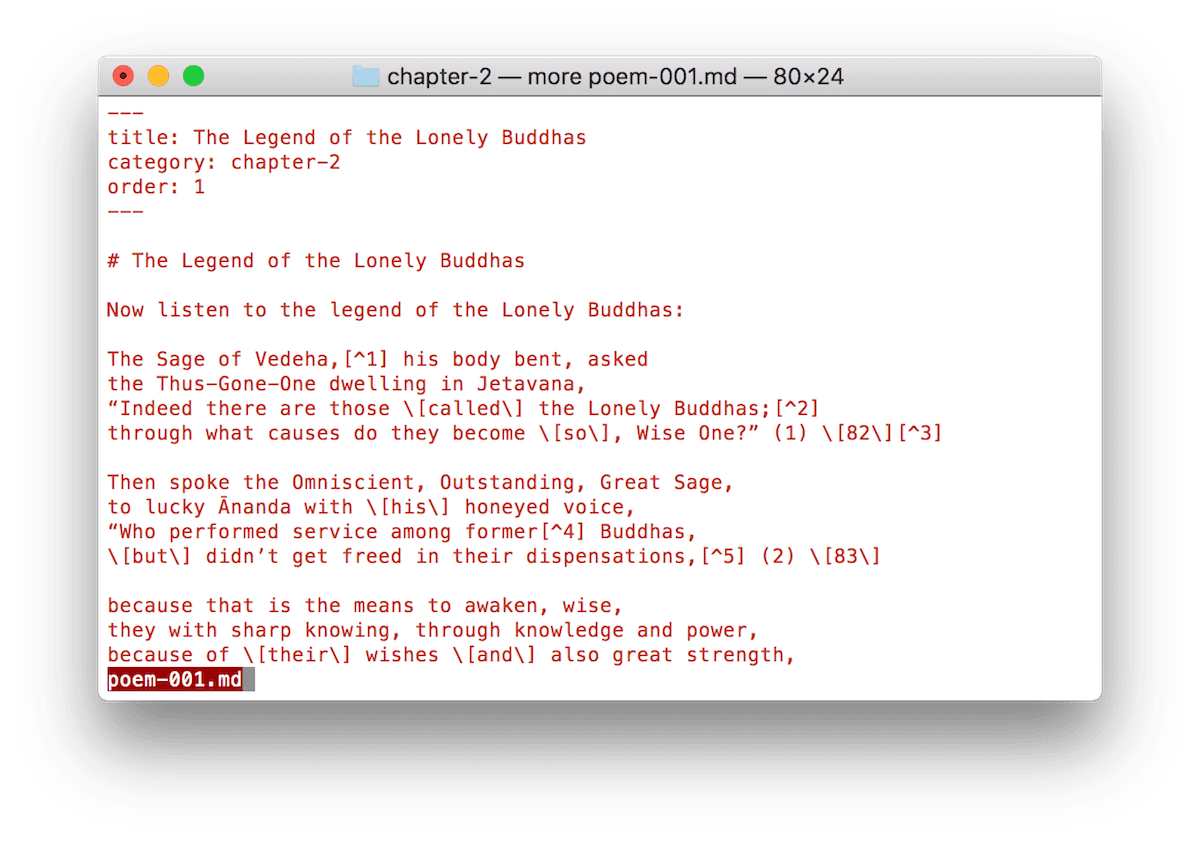 chapter-2 — more poem-001.md — 80×24
---
title: The Legend of the Lonely Buddhas
category: chapter-2
order: 1
---
# The Legend of the Lonely Buddhas
Now listen to the legend of the Lonely Buddhas:
The Sage of Vedeha,[^1] his body bent, asked
the Thus-Gone-One dwelling in Jetavana,
“Indeed there are those \[called\] the Lonely Buddhas;[^2]
through what causes do they become \[so\], Wise One?” (1) \[82\][^3]
Then spoke the Omniscient, Outstanding, Great Sage,
to lucky Ānanda with \[his\] honeyed voice,
“Who performed service among former[^4] Buddhas,
\[but\] didn’t get freed in their dispensations,[^5] (2) \[83\]
because that is the means to awaken, wise,
they with sharp knowing, through knowledge and power,
because of \[their\] wishes \[and\] also great strength,
poem-001.md